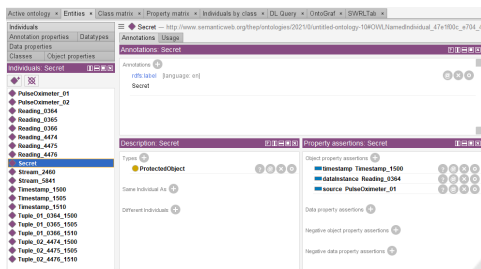 Active ontology × Entities × Class matrix × Property matrix × Individuals by class × DL Query × OntoGraf × SWRLTab ×
Individuals
Annotation properties Datatypes
Data properties
Classes Object properties
Individuals: Secret
PulseOximeter_01
PulseOximeter_02
Reading_0364
Reading_0365
Reading_0366
Reading_4474
Reading_4475
Reading_4476
Secret
Stream_2460
Stream_5841
Timestamp_1500
Timestamp_1505
Timestamp_1510
Tuple_01_0364_1500
Tuple_01_0365_1505
Tuple_01_0366_1510
Tuple_02_4474_1500
Tuple_02_4475_1505
Tuple_02_4476_1510
Secret — http://www.semanticweb.org/thep/ontologies/2021/0/untitled-ontology-10#OWLNamedIndividual_47e1f00c_e704_4
Annotations Usage
Annotations: Secret
Annotations
rdfs:label [language: en]
Secret
Description: Secret
Types
ProtectedObject
Same Individual As
Different Individuals
Property assertions: Secret
Object property assertions
timestamp Timestamp_1500
dataInstance Reading_0364
source PulseOximeter_01
Data property assertions
Negative object property assertions
Negative data property assertions